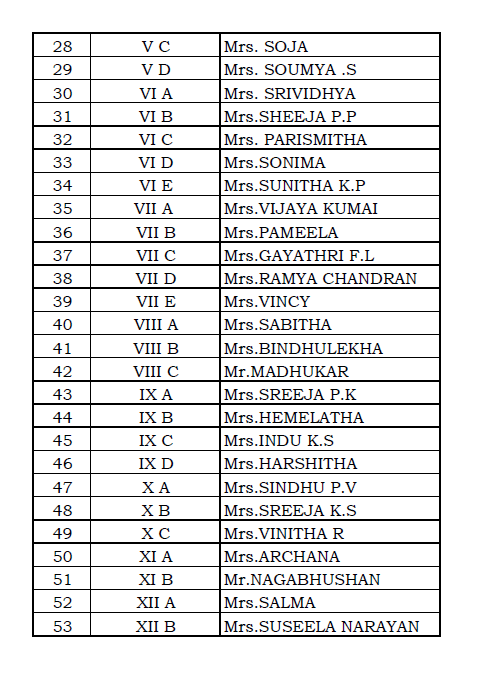 28 V C Mrs. SOJA
29 V D Mrs. SOUMYA .S
30 VI A Mrs. SRIVIDHYA
31 VI B Mrs.SHEEJA P.P
32 VI C Mrs. PARISMITHA
33 VI D Mrs.SONIMA
34 VI E Mrs.SUNITHA K.P
35 VII A Mrs.VIJAYA KUMAI
36 VII B Mrs.PAMEELA
37 VII C Mrs.GAYATHRI F.L
38 VII D Mrs.RAMYA CHANDRAN
39 VII E Mrs.VINCY
40 VIII A Mrs.SABITHA
41 VIII B Mrs.BINDHULEKHA
42 VIII C Mr.MADHUKAR
43 IX A Mrs.SREEJA P.K
44 IX B Mrs.HEMELATHA
45 IX C Mrs.INDU K.S
46 IX D Mrs.HARSHITHA
47 X A Mrs.SINDHU P.V
48 X B Mrs.SREEJA K.S
49 X C Mrs.VINITHA R
50 XI A Mrs.ARCHANA
51 XI B Mr.NAGABHUSHAN
52 XII A Mrs.SALMA
53 XII B Mrs.SUSEELA NARAYAN